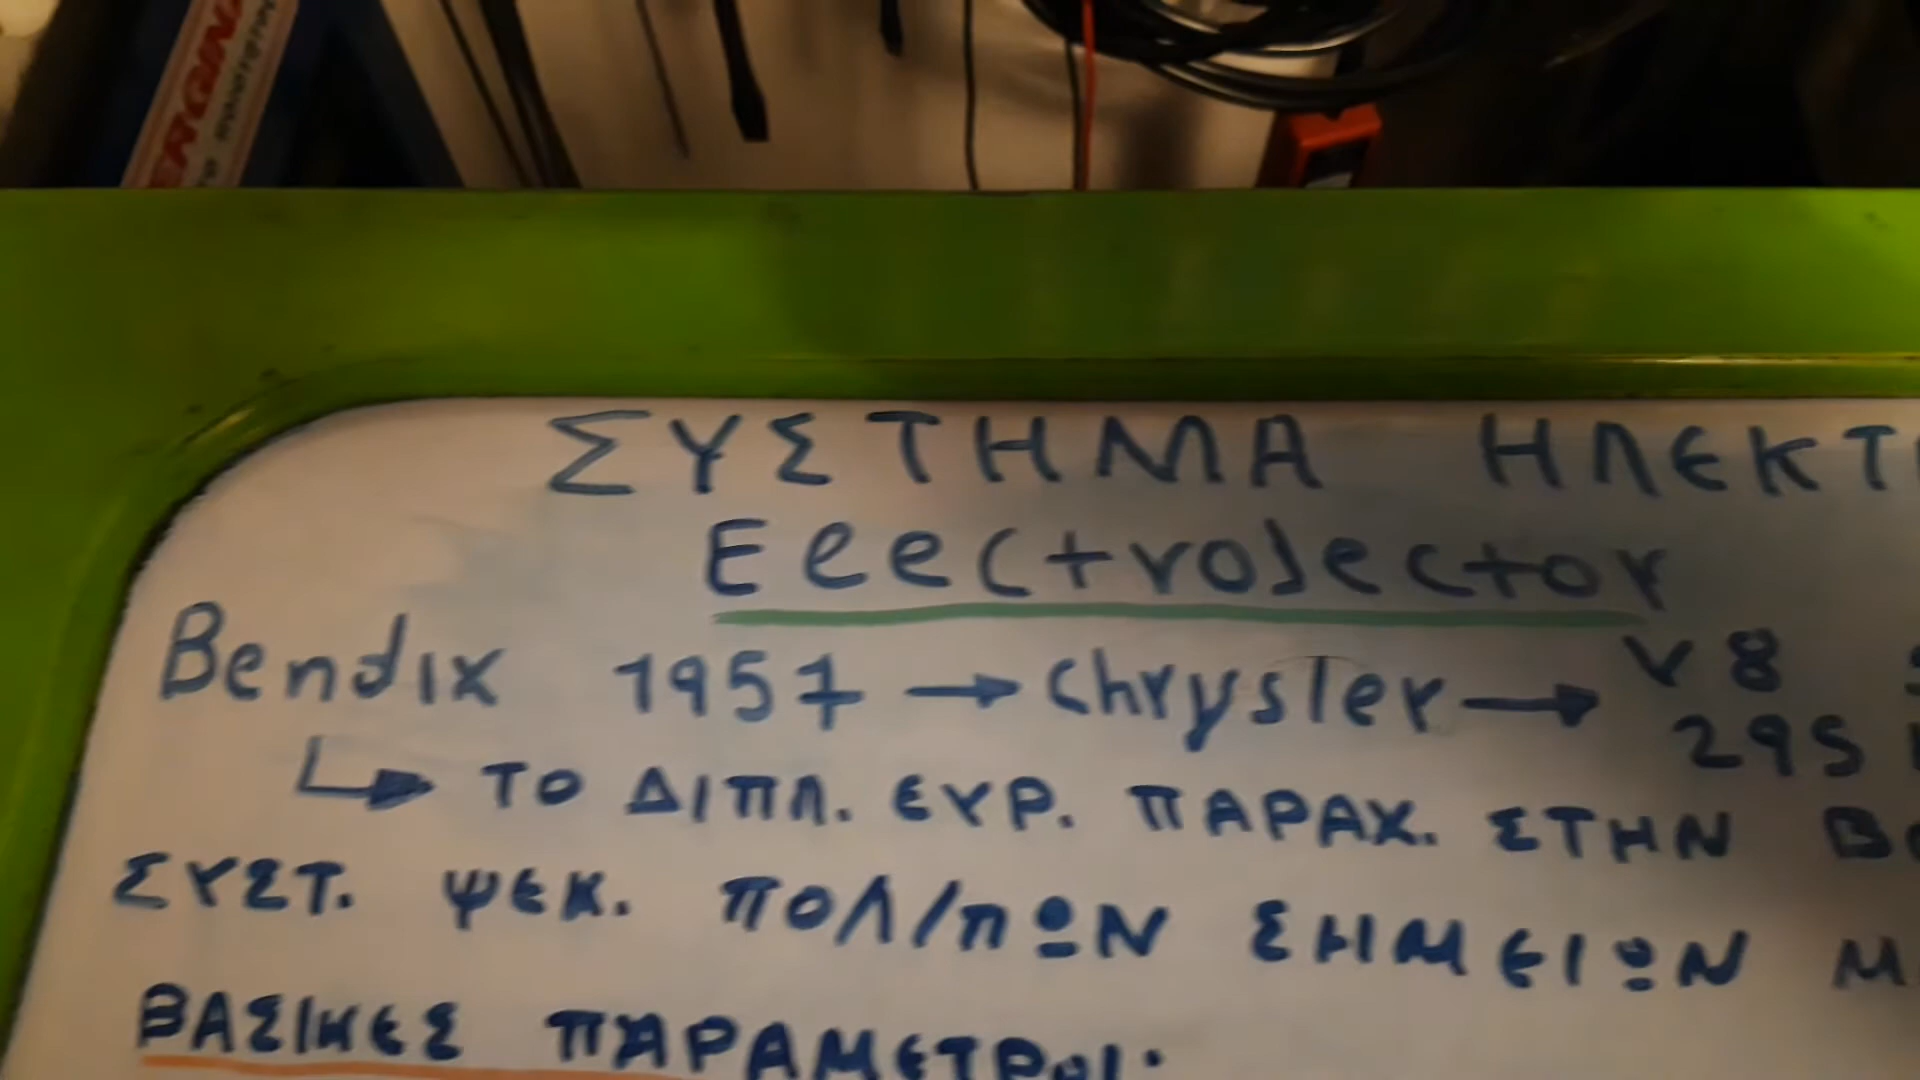 ΣΥΣΤΗΜΑ ΗΛΕΚΤ
Electrojector
Bendix 1957 → Chrysler → V8
295
↳ ΤΟ ΔΙΠΛ. ΕΥΡ. ΠΑΡΑΧ. ΣΤΗΝ
ΣΥΣΤ. ΨΕΚ. ΠΟΛ/ΠΩΝ ΣΗΜΕΙΩΝ
ΒΑΣΙΚΕΣ ΠΑΡΑΜΕΤΡΟΙ: